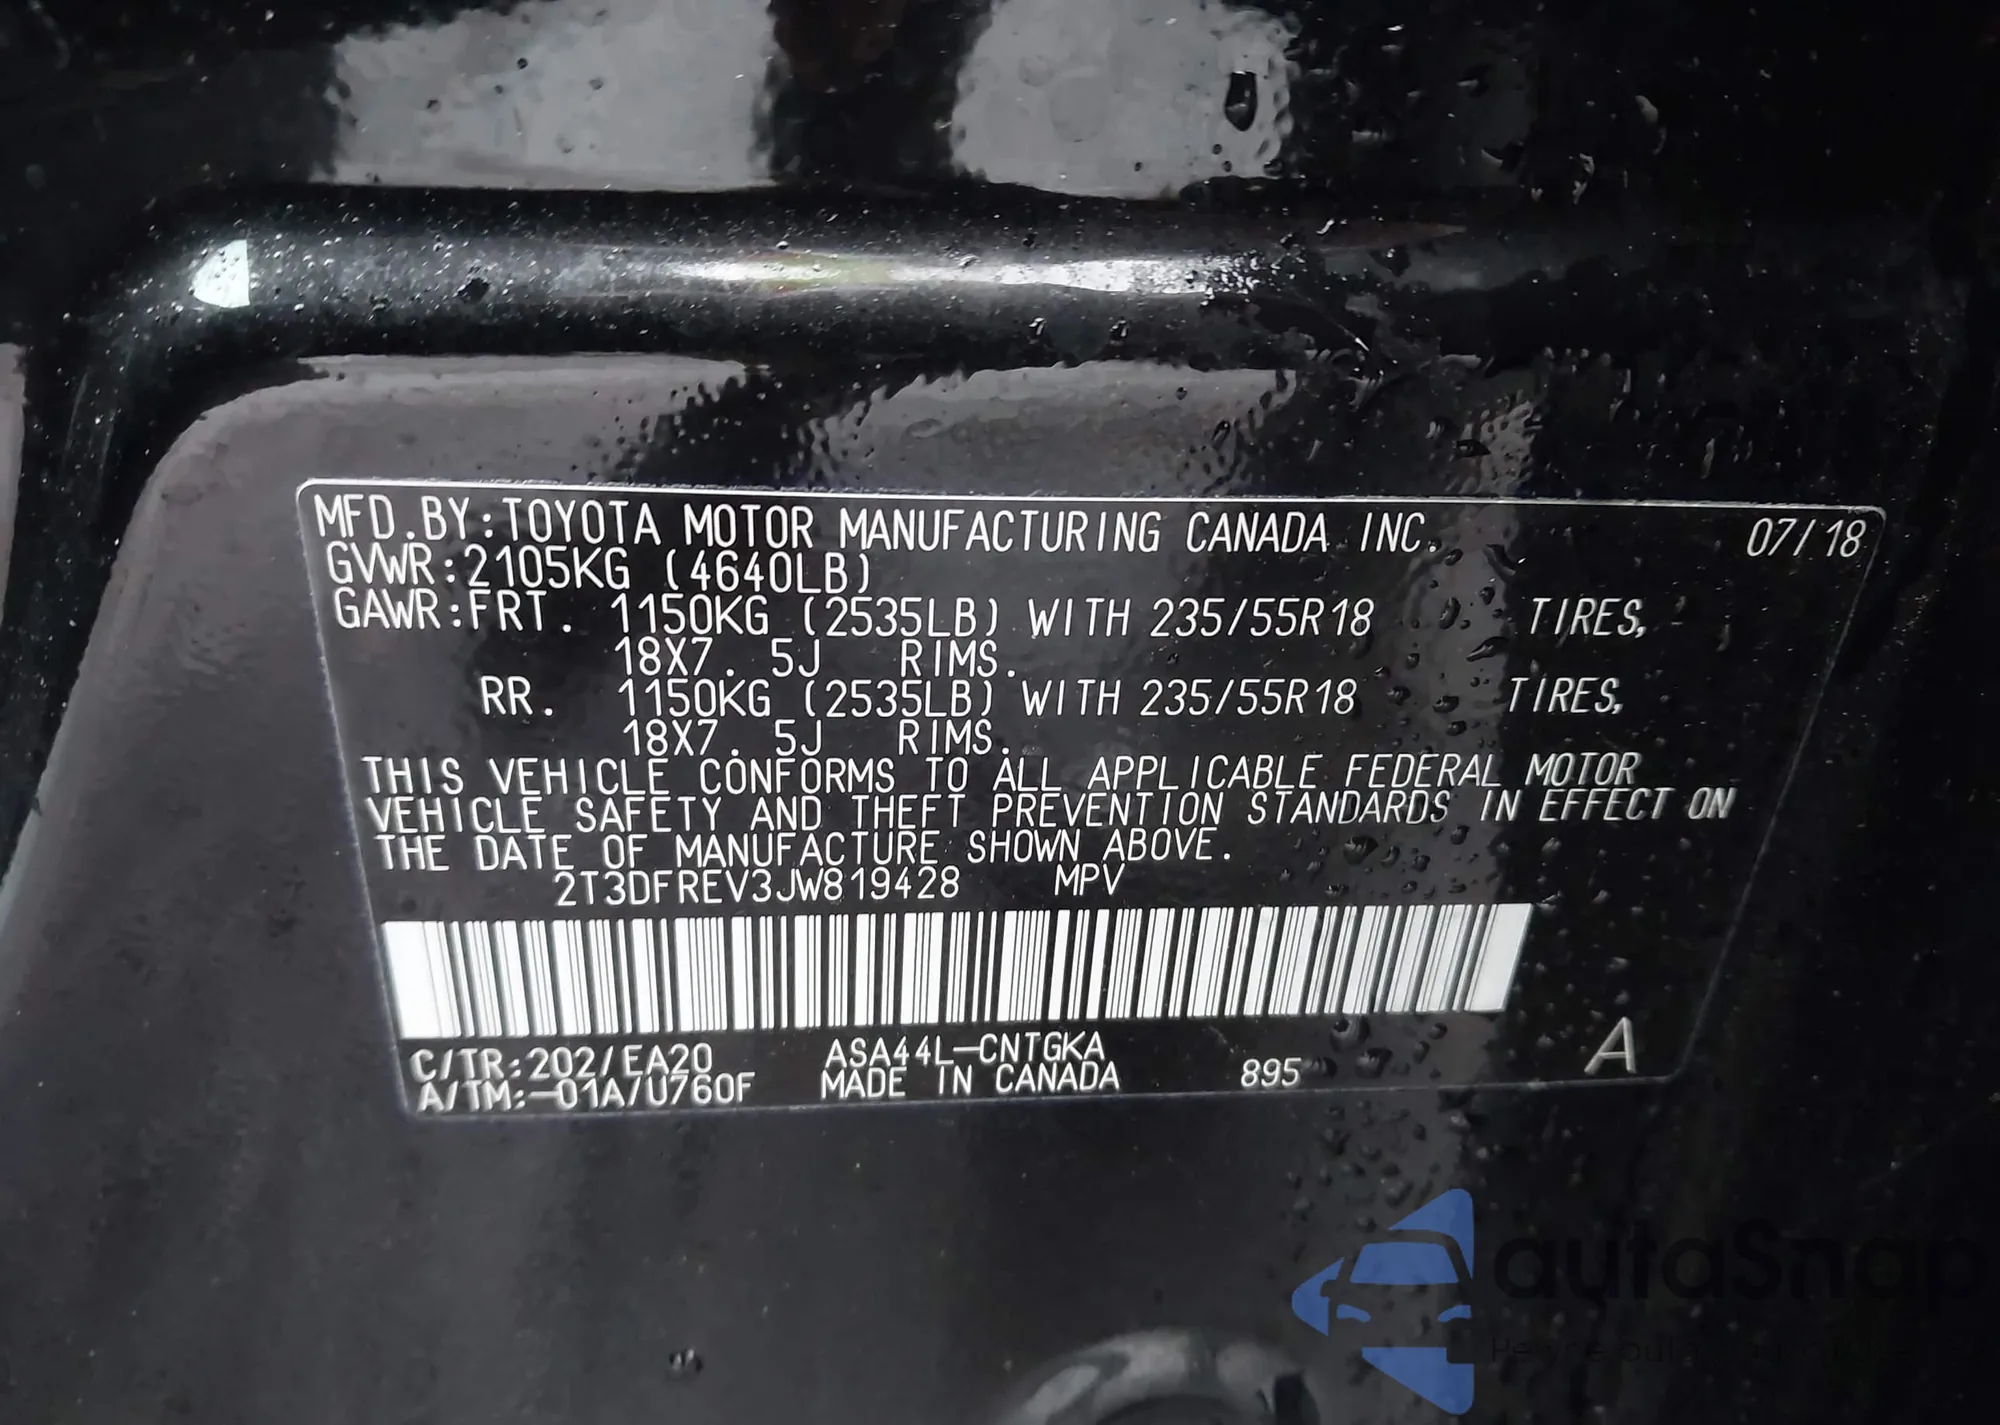 MFD.BY:TOYOTA MOTOR MANUFACTURING CANADA INC. 07/18
GVWR:2105KG (4640LB)
GAWR:FRT. 1150KG (2535LB) WITH 235/55R18 TIRES,
18X7.5J RIMS.
RR. 1150KG (2535LB) WITH 235/55R18 TIRES,
18X7.5J RIMS.
THIS VEHICLE CONFORMS TO ALL APPLICABLE FEDERAL MOTOR
VEHICLE SAFETY AND THEFT PREVENTION STANDARDS IN EFFECT ON
THE DATE OF MANUFACTURE SHOWN ABOVE.
2T3DFREV3JW819428 MPV
C/TR:202/EA20 ASA44L-CNTGKA
A/TM:-01A/U760F MADE IN CANADA 895 A
autaSnap